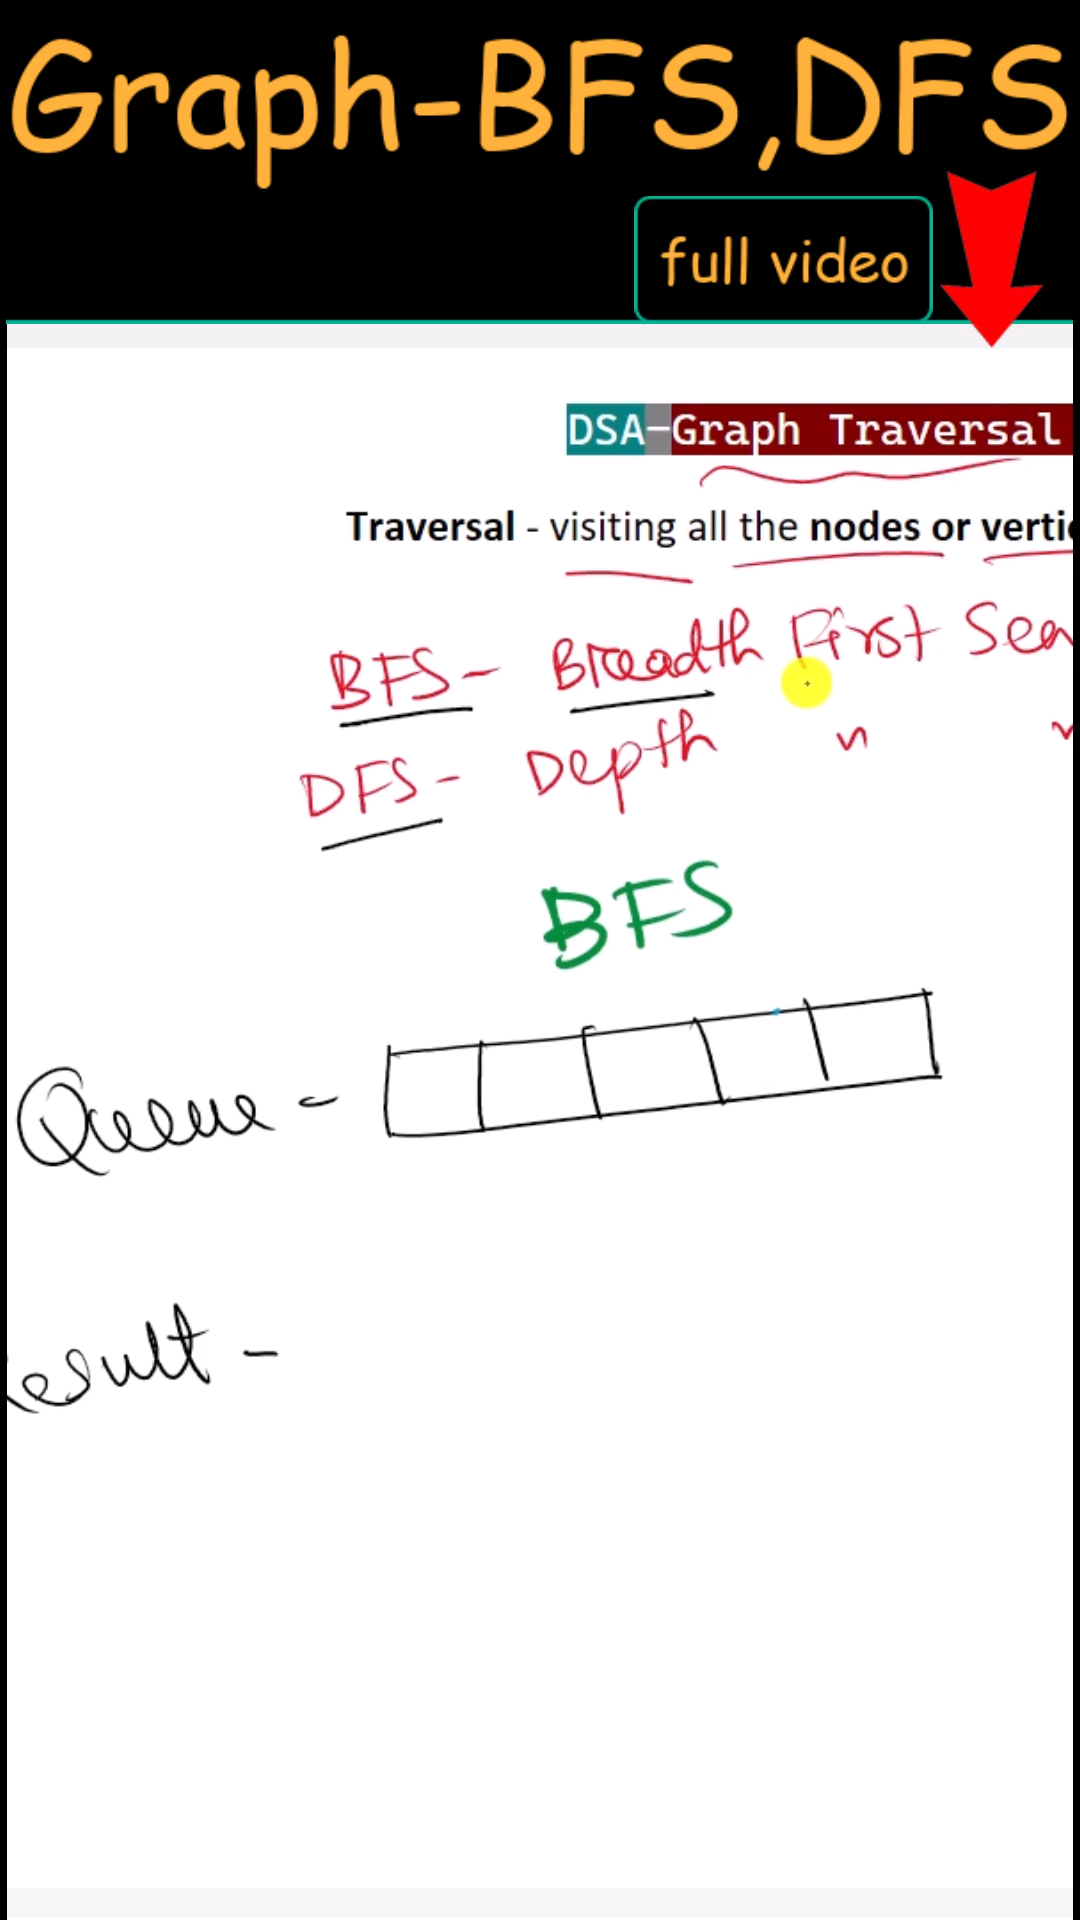 Graph-BFS,DFS
full video
DSA-Graph Traversal
Traversal - visiting all the nodes or vertic
BFS - Breadth First Sea
DFS - Depth " "
BFS
Queue -
esult -